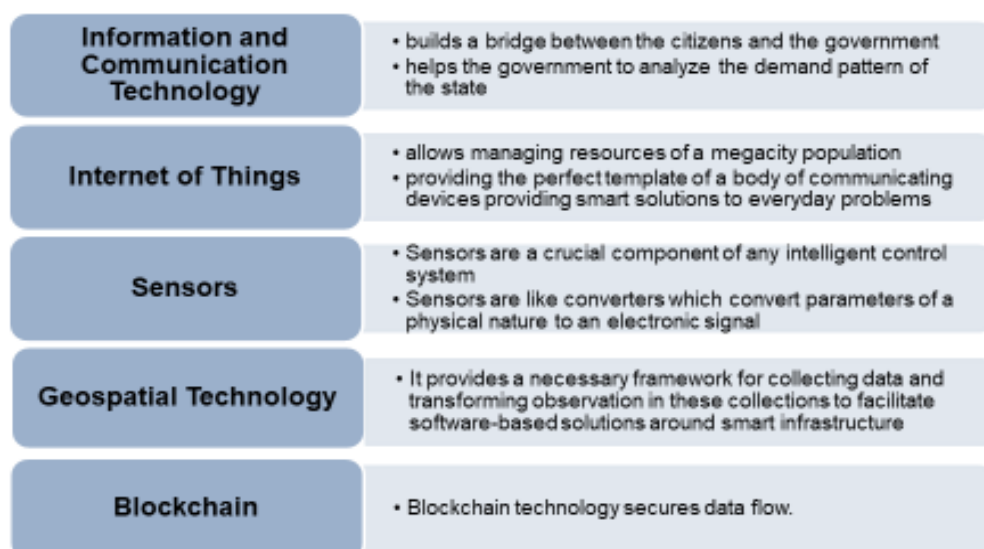 Information and
Communication
Technology
• builds a bridge between the citizens and the government
• helps the government to analyze the demand pattern of
the state
Internet of Things
• allows managing resources of a megacity population
• providing the perfect template of a body of communicating
devices providing smart solutions to everyday problems
Sensors
• Sensors are a crucial component of any intelligent control
system
• Sensors are like converters which convert parameters of a
physical nature to an electronic signal
Geospatial Technology
• It provides a necessary framework for collecting data and
transforming observation in these collections to facilitate
software-based solutions around smart infrastructure
Blockchain
• Blockchain technology secures data flow.